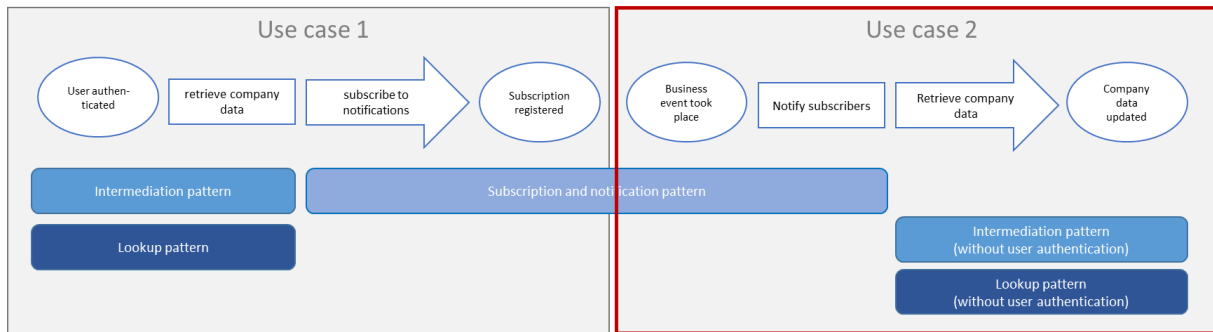 Use case 1
User authen-
ticated
retrieve company
data
subscribe to
notifications
Subscription
registered
Use case 2
Business
event took
place
Notify subscribers
Retrieve company
data
Company
data
updated
Intermediation pattern
Subscription and notification pattern
Lookup pattern
Intermediation pattern
(without user authentication)
Lookup pattern
(without user authentication)